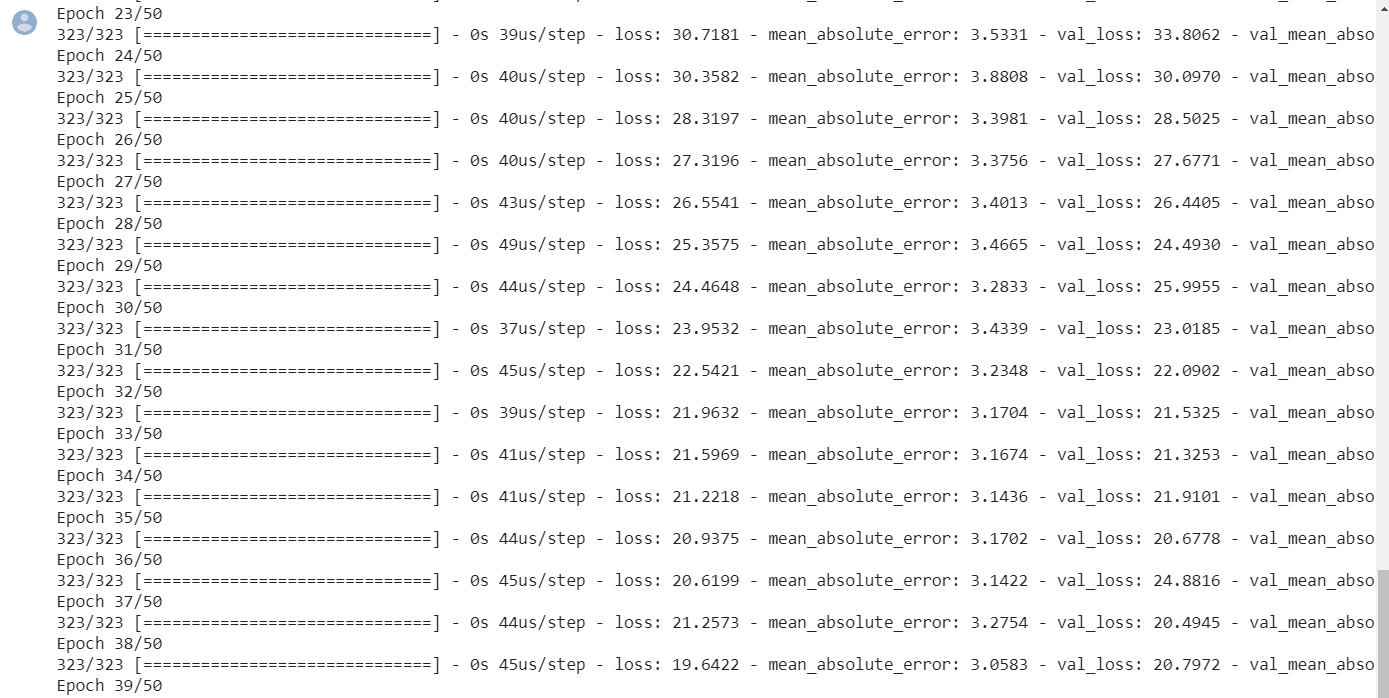 Epoch 23/50
323/323 [==============================] - 0s 39us/step - loss: 30.7181 - mean_absolute_error: 3.5331 - val_loss: 33.8062 - val_mean_abso
Epoch 24/50
323/323 [==============================] - 0s 40us/step - loss: 30.3582 - mean_absolute_error: 3.8808 - val_loss: 30.0970 - val_mean_abso
Epoch 25/50
323/323 [==============================] - 0s 40us/step - loss: 28.3197 - mean_absolute_error: 3.3981 - val_loss: 28.5025 - val_mean_abso
Epoch 26/50
323/323 [==============================] - 0s 40us/step - loss: 27.3196 - mean_absolute_error: 3.3756 - val_loss: 27.6771 - val_mean_abso
Epoch 27/50
323/323 [==============================] - 0s 43us/step - loss: 26.5541 - mean_absolute_error: 3.4013 - val_loss: 26.4405 - val_mean_abso
Epoch 28/50
323/323 [==============================] - 0s 49us/step - loss: 25.3575 - mean_absolute_error: 3.4665 - val_loss: 24.4930 - val_mean_abso
Epoch 29/50
323/323 [==============================] - 0s 44us/step - loss: 24.4648 - mean_absolute_error: 3.2833 - val_loss: 25.9955 - val_mean_abso
Epoch 30/50
323/323 [==============================] - 0s 37us/step - loss: 23.9532 - mean_absolute_error: 3.4339 - val_loss: 23.0185 - val_mean_abso
Epoch 31/50
323/323 [==============================] - 0s 45us/step - loss: 22.5421 - mean_absolute_error: 3.2348 - val_loss: 22.0902 - val_mean_abso
Epoch 32/50
323/323 [==============================] - 0s 39us/step - loss: 21.9632 - mean_absolute_error: 3.1704 - val_loss: 21.5325 - val_mean_abso
Epoch 33/50
323/323 [==============================] - 0s 41us/step - loss: 21.5969 - mean_absolute_error: 3.1674 - val_loss: 21.3253 - val_mean_abso
Epoch 34/50
323/323 [==============================] - 0s 41us/step - loss: 21.2218 - mean_absolute_error: 3.1436 - val_loss: 21.9101 - val_mean_abso
Epoch 35/50
323/323 [==============================] - 0s 44us/step - loss: 20.9375 - mean_absolute_error: 3.1702 - val_loss: 20.6778 - val_mean_abso
Epoch 36/50
323/323 [==============================] - 0s 45us/step - loss: 20.6199 - mean_absolute_error: 3.1422 - val_loss: 24.8816 - val_mean_abso
Epoch 37/50
323/323 [==============================] - 0s 44us/step - loss: 21.2573 - mean_absolute_error: 3.2754 - val_loss: 20.4945 - val_mean_abso
Epoch 38/50
323/323 [==============================] - 0s 45us/step - loss: 19.6422 - mean_absolute_error: 3.0583 - val_loss: 20.7972 - val_mean_abso
Epoch 39/50